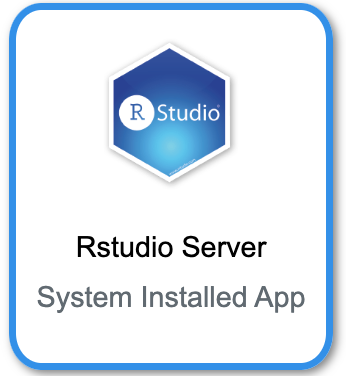 R Studio®
Rstudio Server
System Installed App